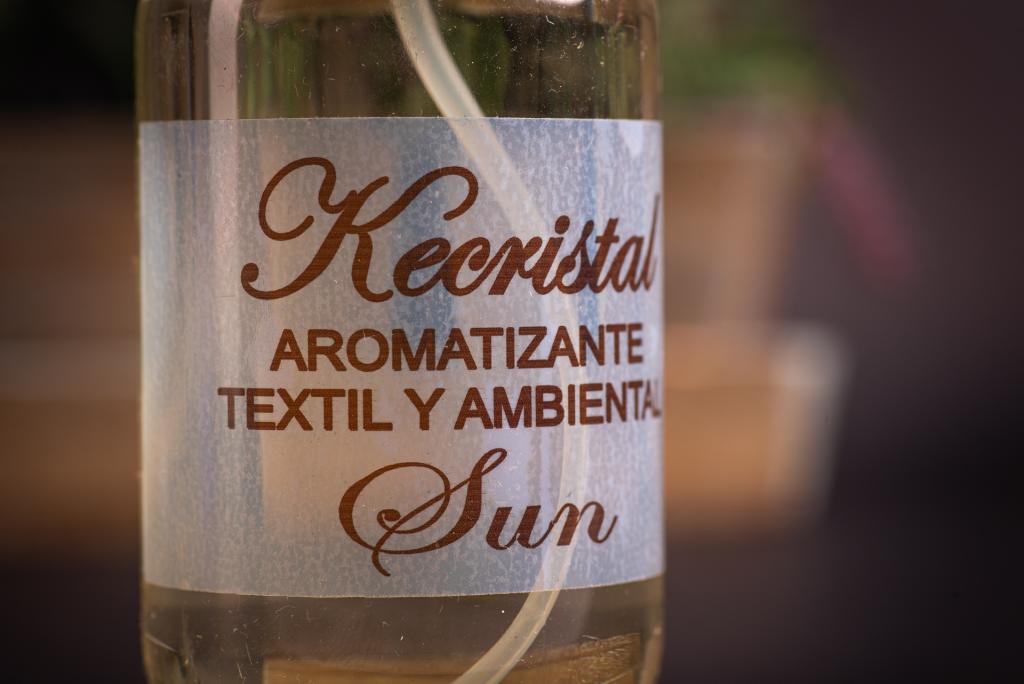 Kecristal
AROMATIZANTE
TEXTIL Y AMBIENTAL
Sun